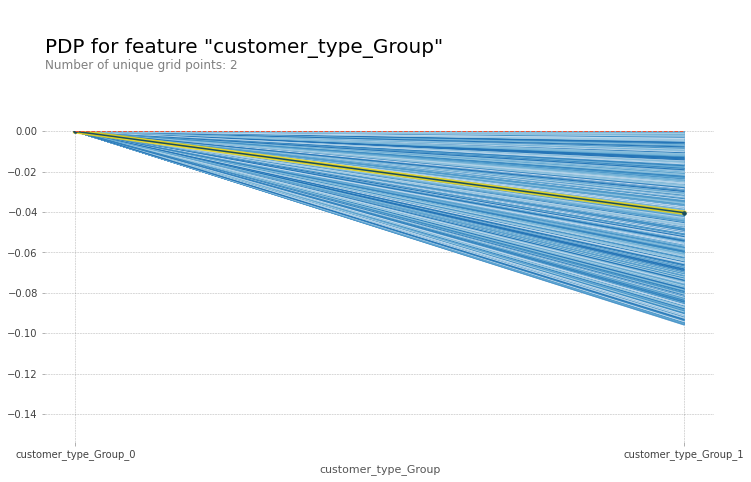 PDP for feature "customer_type_Group"
Number of unique grid points: 2
0.00
−0.02
−0.04
−0.06
−0.08
−0.10
−0.12
−0.14
customer_type_Group_0
customer_type_Group_1
customer_type_Group